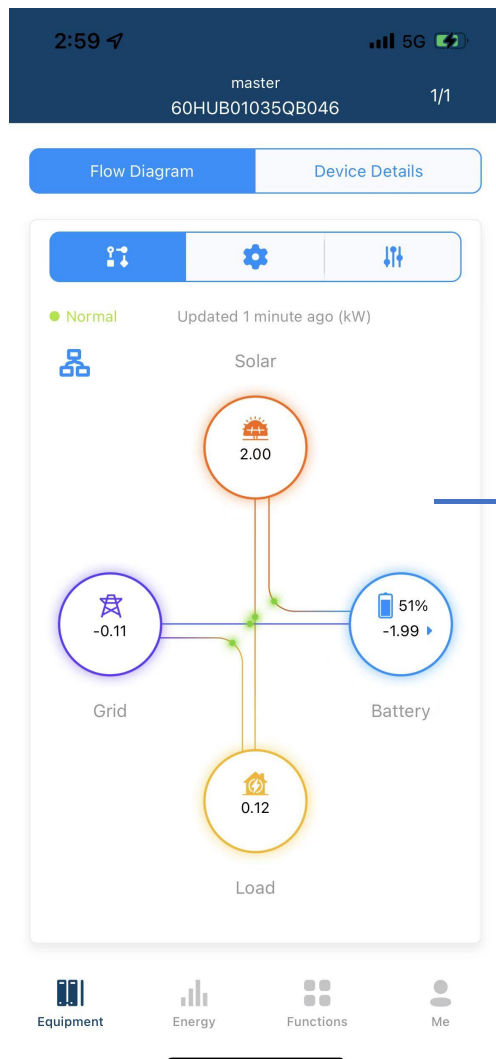 2:59
5G
master
60HUB01035QB046
1/1
Flow Diagram
Device Details
Normal
Updated 1 minute ago (kW)
Solar
2.00
-0.11
51%
-1.99
Grid
Battery
0.12
Load
Equipment
Energy
Functions
Me